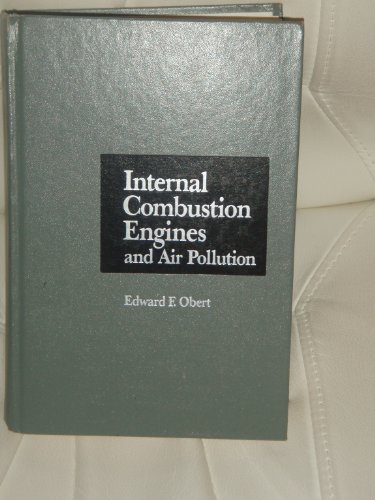 Internal
Combustion
Engines
and Air Pollution
Edward F. Obert